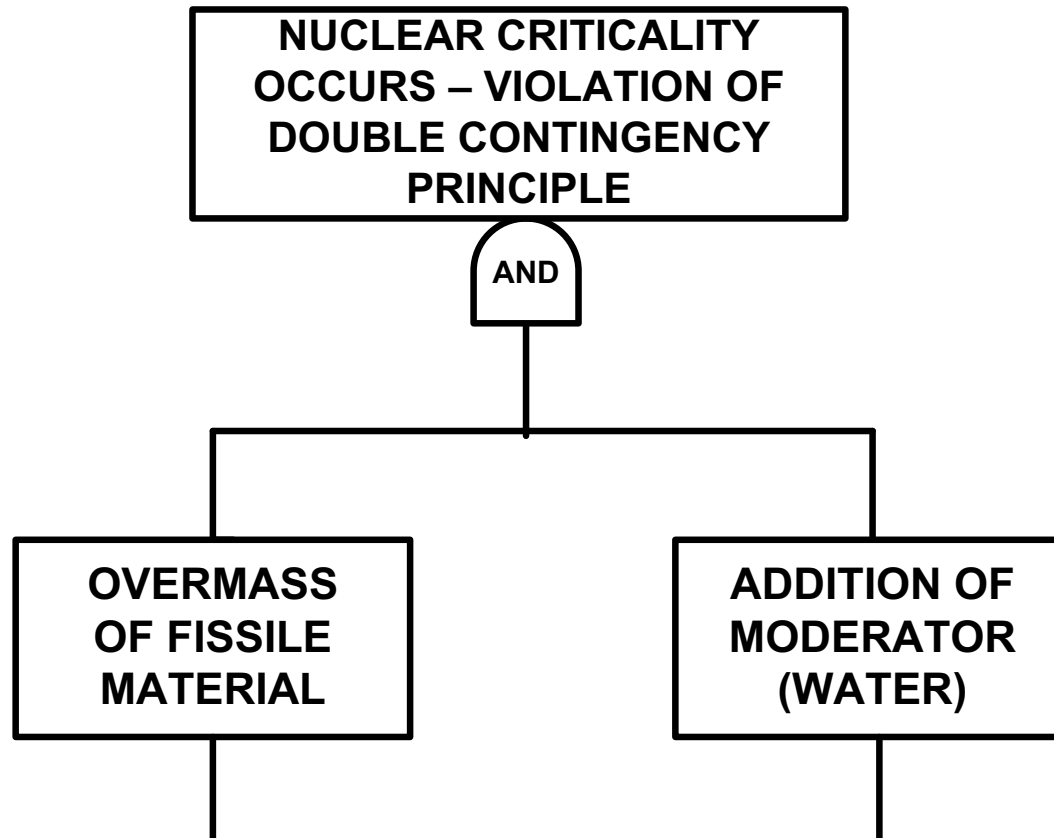 NUCLEAR CRITICALITY
OCCURS – VIOLATION OF
DOUBLE CONTINGENCY
PRINCIPLE
AND
OVERMASS
OF FISSILE
MATERIAL
ADDITION OF
MODERATOR
(WATER)